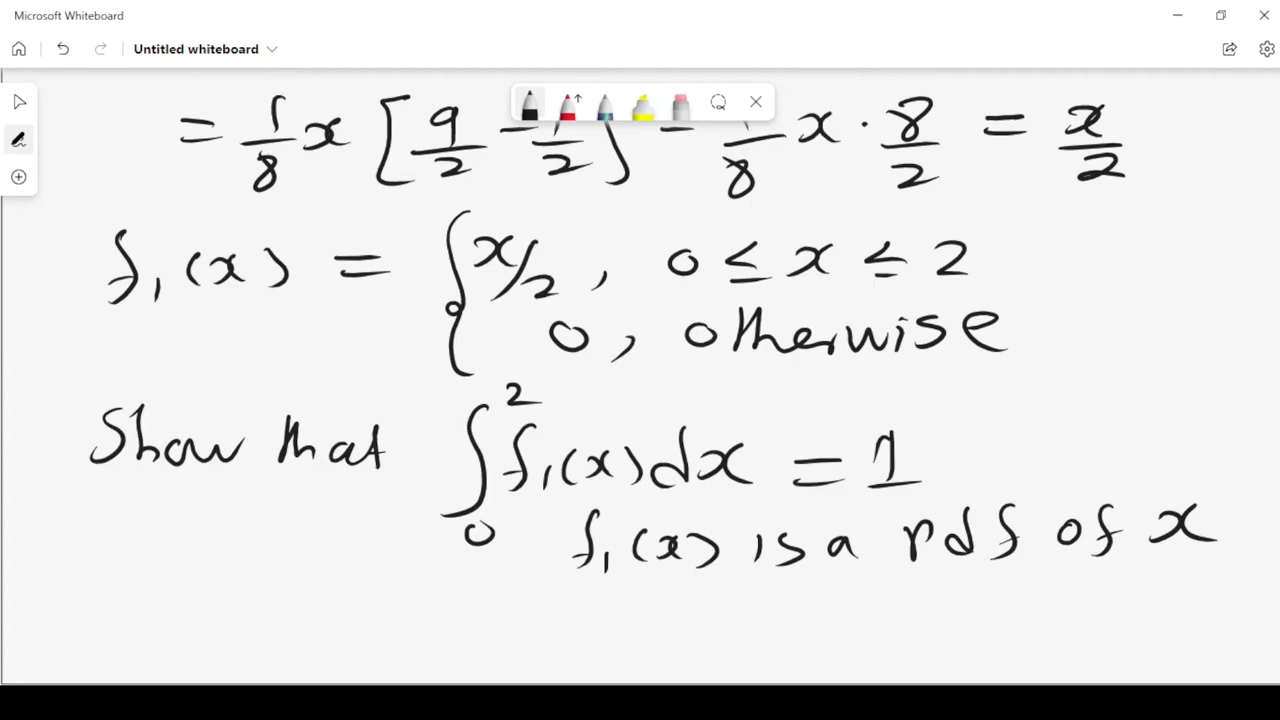 Microsoft Whiteboard
Untitled whiteboard
= 1/8 x [9/2 - 1/2] = 1/8 x · 8/2 = x/2
f₁(x) = { x/2, 0 ≤ x ≤ 2
0, otherwise
Show that ∫₀² f₁(x)dx = 1
f₁(x) is a pdf of x